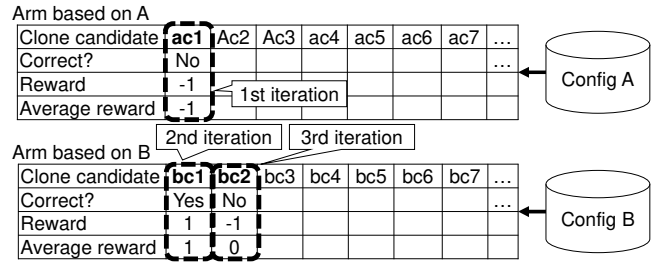 Arm based on A
Clone candidate ac1 Ac2 Ac3 ac4 ac5 ac6 ac7 ...
Correct? No ...
Reward -1
Average reward -1
1st iteration
Config A
2nd iteration 3rd iteration
Arm based on B
Clone candidate bc1 bc2 bc3 bc4 bc5 bc6 bc7 ...
Correct? Yes No ...
Reward 1 -1
Average reward 1 0
Config B